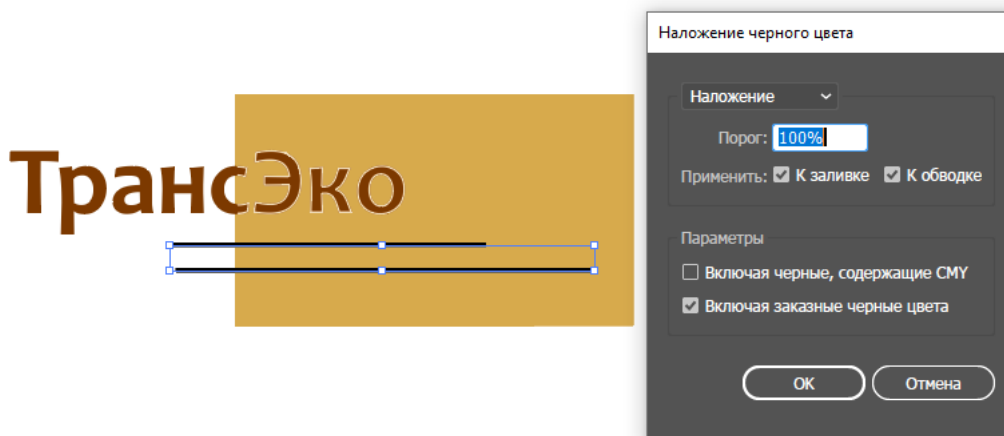 Наложение черного цвета
Наложение
Порог: 100%
Применить: К заливке К обводке
Параметры
Включая черные, содержащие CMY
Включая заказные черные цвета
OK Отмена
ТрансЭко